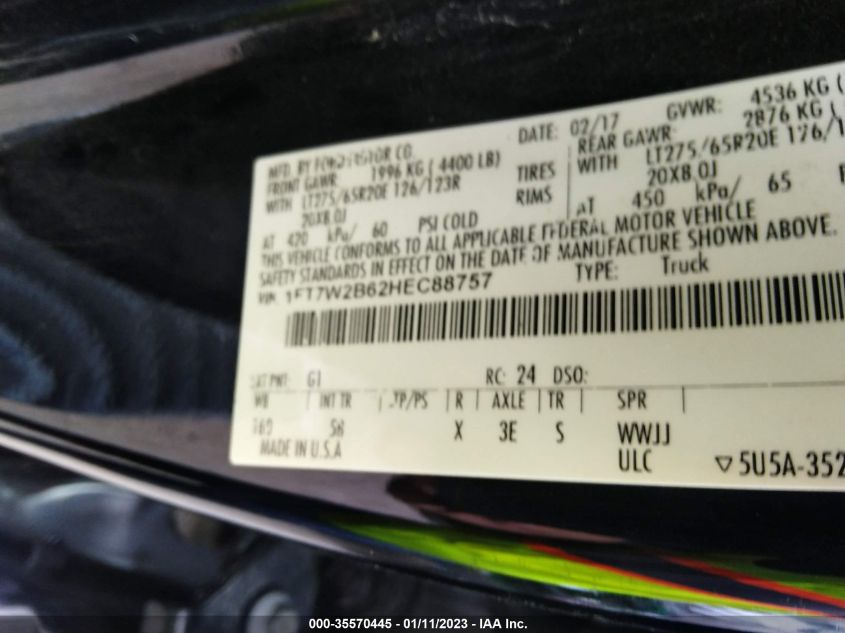 MFD. BY FORD MOTOR CO.
DATE: 02/17
GVWR: 4536 KG (
FRONT GAWR: 1996 KG ( 4400 LB)
REAR GAWR: 2876 KG (
WITH LT275/65R20E 126/123R TIRES
WITH LT275/65R20E 126/1
20X8.0J RIMS
20X8.0J
AT 420 kPa/ 60 PSI COLD
AT 450 kPa/ 65
THIS VEHICLE CONFORMS TO ALL APPLICABLE FEDERAL MOTOR VEHICLE
SAFETY STANDARDS IN EFFECT ON THE DATE OF MANUFACTURE SHOWN ABOVE.
VIN: 1FT7W2B62HEC88757
TYPE: Truck
EXT PNT: G1
RC: 24 DSO:
WB | INT TR | TP/PS | R | AXLE | TR | SPR |
160 X 3E S WWJJ
MADE IN U.S.A
ULC ▽5U5A-352
000-35570445 - 01/11/2023 - IAA Inc.